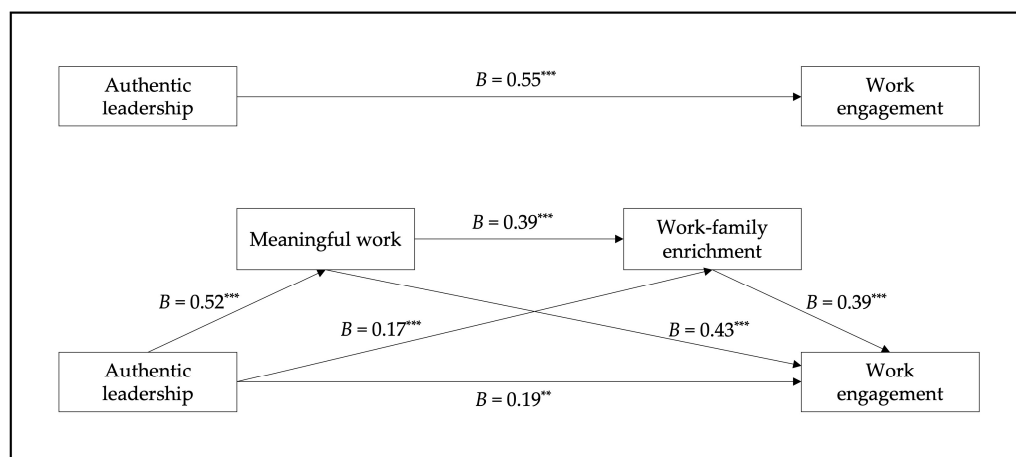 Authentic
leadership
B = 0.55***
Work
engagement
Meaningful work
B = 0.39***
Work-family
enrichment
B = 0.52***
B = 0.17***
B = 0.43***
B = 0.39***
Authentic
leadership
B = 0.19**
Work
engagement